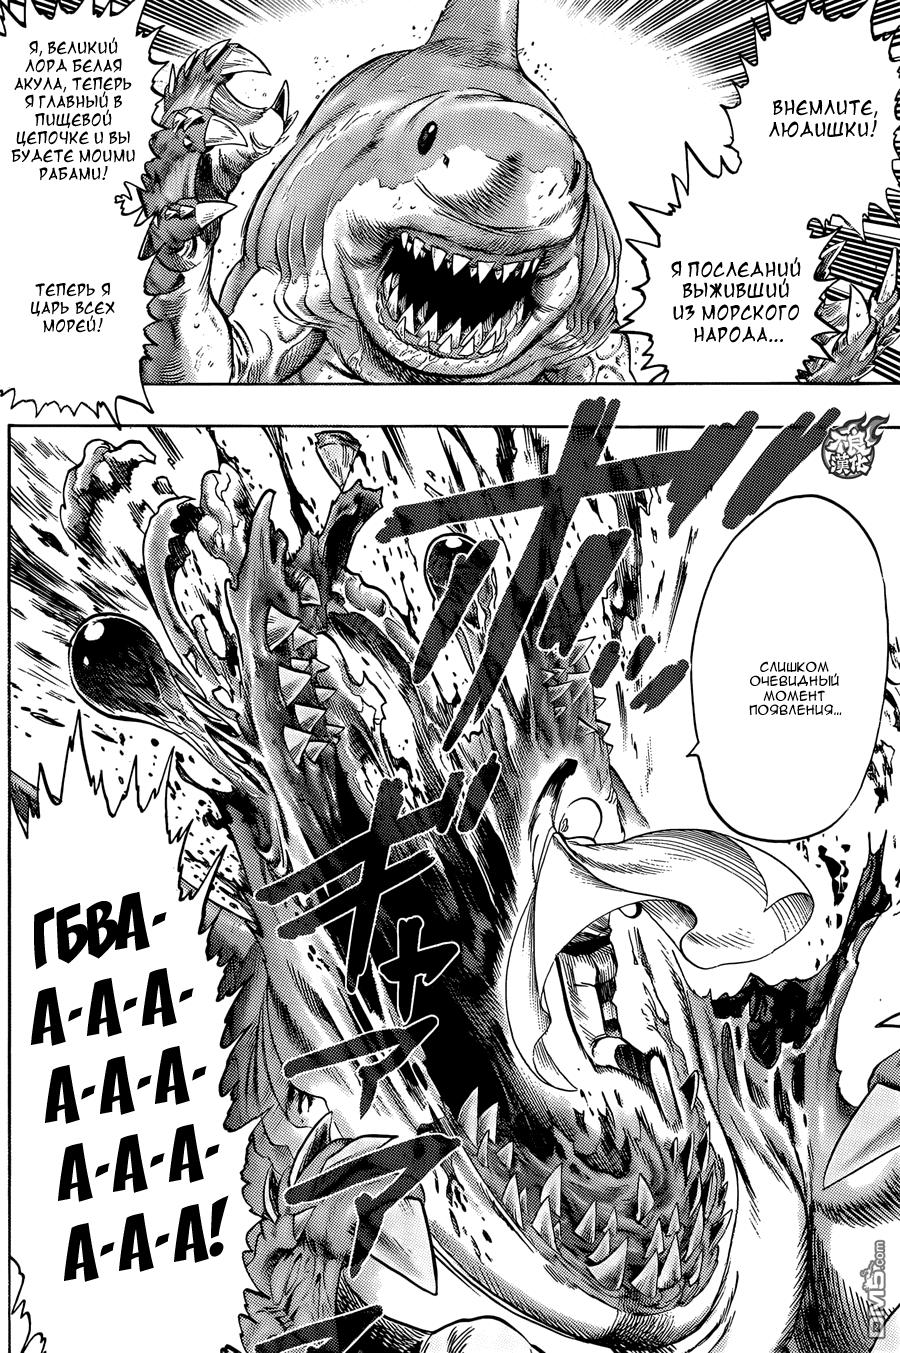 ВНЕМЛИТЕ,
ЛЮДИШКИ!
Я ПОСЛЕДНИЙ
ВЫЖИВШИЙ
ИЗ МОРСКОГО
НАРОДА...
Я, ВЕЛИКИЙ
ЛОРД БЕЛАЯ
АКУЛА, ТЕПЕРЬ
Я ГЛАВНЫЙ В
ПИЩЕВОЙ
ЦЕПОЧКЕ И ВЫ
БУДЕТЕ МОИМИ
РАБАМИ!
ТЕПЕРЬ Я
ЦАРЬ ВСЕХ
МОРЕЙ!
СЛИШКОМ
ОЧЕВИДНЫЙ
МОМЕНТ
ПОЯВЛЕНИЯ...
ГБВА-
А-А-А-
А-А-А-
А-А-А-
А-А-А!